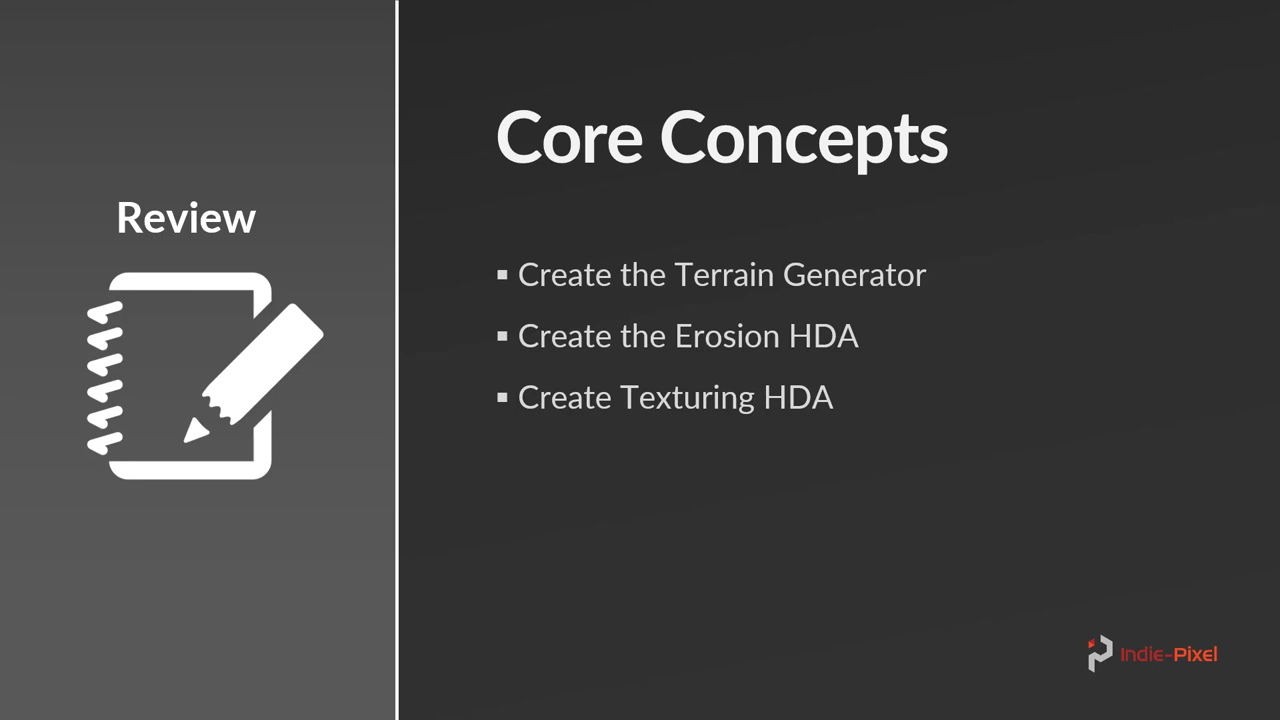 Review
Core Concepts
▪ Create the Terrain Generator
▪ Create the Erosion HDA
▪ Create Texturing HDA
Indie-Pixel